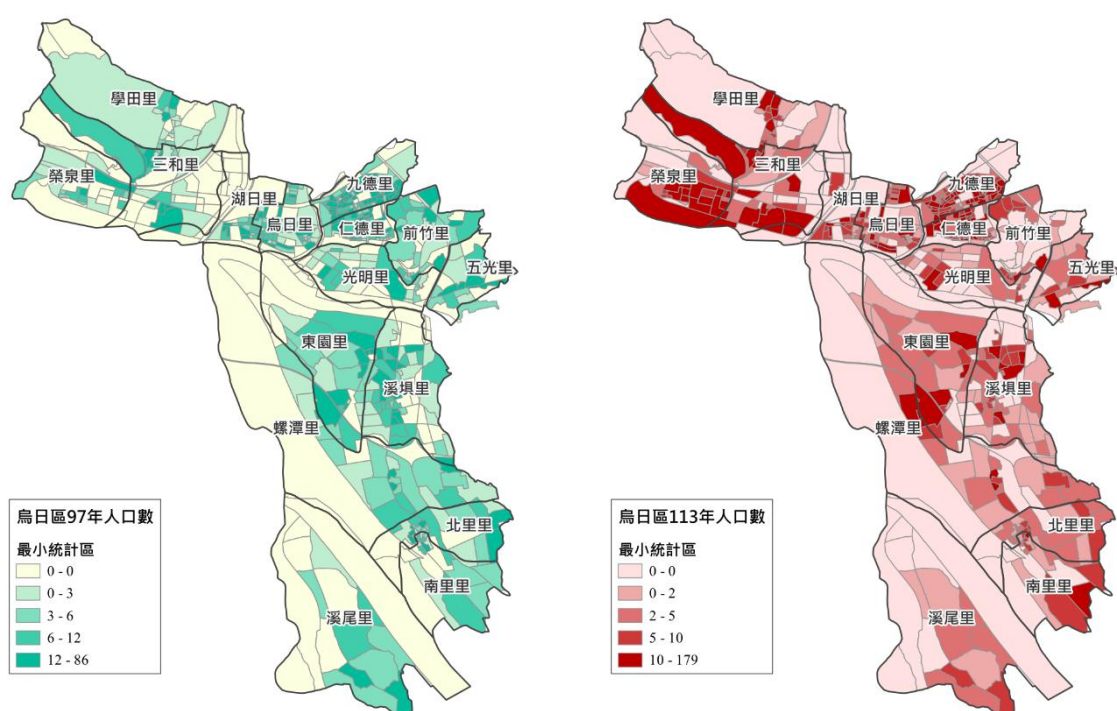 學田里
三和里
榮泉里
湖日里
九德里
烏日里
仁德里
前竹里
光明里
五光里
東園里
溪埧里
螺潭里
北里里
南里里
溪尾里
烏日區97年人口數
最小統計區
0 - 0
0 - 3
3 - 6
6 - 12
12 - 86
學田里
三和里
榮泉里
湖日里
九德里
烏日里
仁德里
前竹里
光明里
五光里
東園里
溪埧里
螺潭里
北里里
南里里
溪尾里
烏日區113年人口數
最小統計區
0 - 0
0 - 2
2 - 5
5 - 10
10 - 179